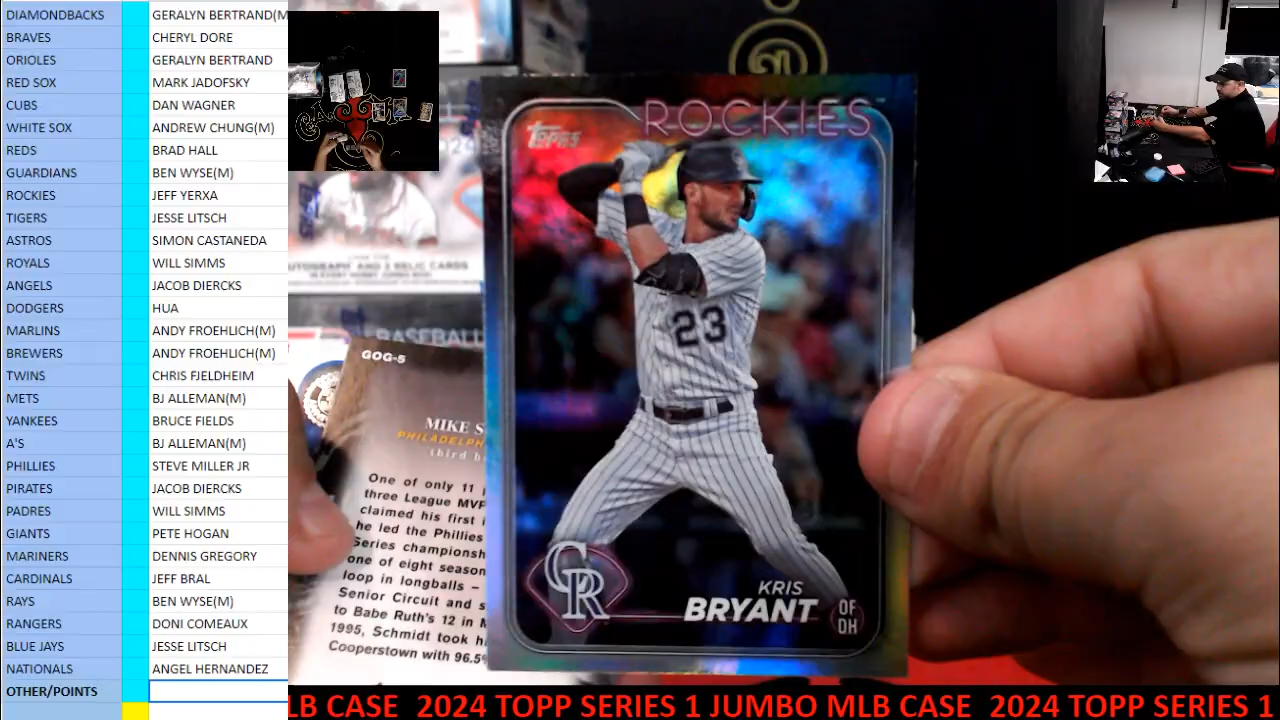 DIAMONDBACKS GERALYN BERTRAND(M
BRAVES CHERYL DORE
ORIOLES GERALYN BERTRAND
RED SOX MARK JADOFSKY
CUBS DAN WAGNER
WHITE SOX ANDREW CHUNG(M)
REDS BRAD HALL
GUARDIANS BEN WYSE(M)
ROCKIES JEFF YERXA
TIGERS JESSE LITSCH
ASTROS SIMON CASTANEDA
ROYALS WILL SIMMS
ANGELS JACOB DIERCKS
DODGERS HUA
MARLINS ANDY FROEHLICH(M)
BREWERS ANDY FROEHLICH(M)
TWINS CHRIS FJELDHEIM
METS BJ ALLEMAN(M)
YANKEES BRUCE FIELDS
A'S BJ ALLEMAN(M)
PHILLIES STEVE MILLER JR
PIRATES JACOB DIERCKS
PADRES WILL SIMMS
GIANTS PETE HOGAN
MARINERS DENNIS GREGORY
CARDINALS JEFF BRAL
RAYS BEN WYSE(M)
RANGERS DONI COMEAUX
BLUE JAYS JESSE LITSCH
NATIONALS ANGEL HERNANDEZ
OTHER/POINTS
ROCKIES
TOPPS
23
CR
KRIS
BRYANT
OF
DH
AUTOGRAPH AND 2 RELIC CARDS
BASEBALL
GOG-5
MIKE S
PHILADELPH
third b
One of only 11
three League MVP
claimed his first
he led the Phillies
Series championsh
one of eight season
loop in longballs –
Senior Circuit and s
to Babe Ruth's 12 in M
1995, Schmidt took h
Cooperstown with 96.5
LB CASE 2024 TOPP SERIES 1 JUMBO MLB CASE 2024 TOPP SERIES 1